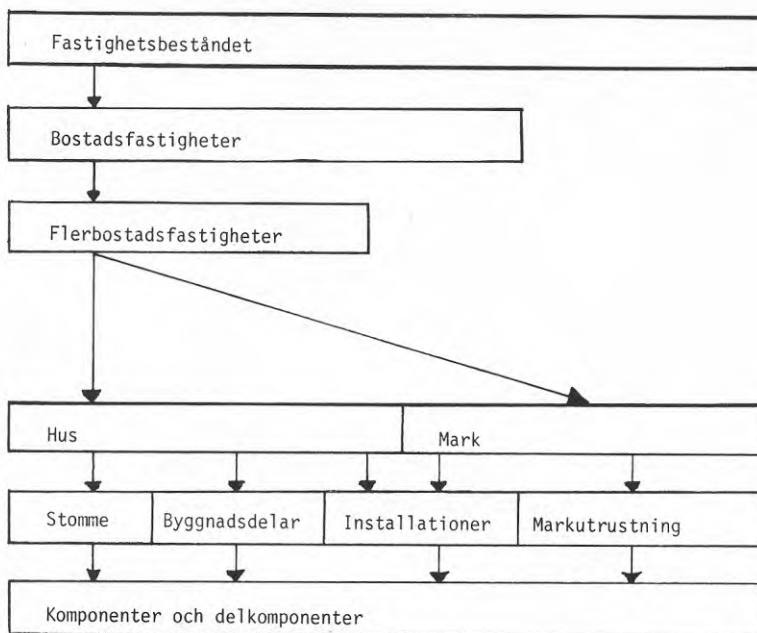 Fastighetsbeståndet
Bostadsfastigheter
Flerbostadsfastigheter
Hus Mark
Stomme Byggnadsdelar Installationer Markutrustning
Komponenter och delkomponenter